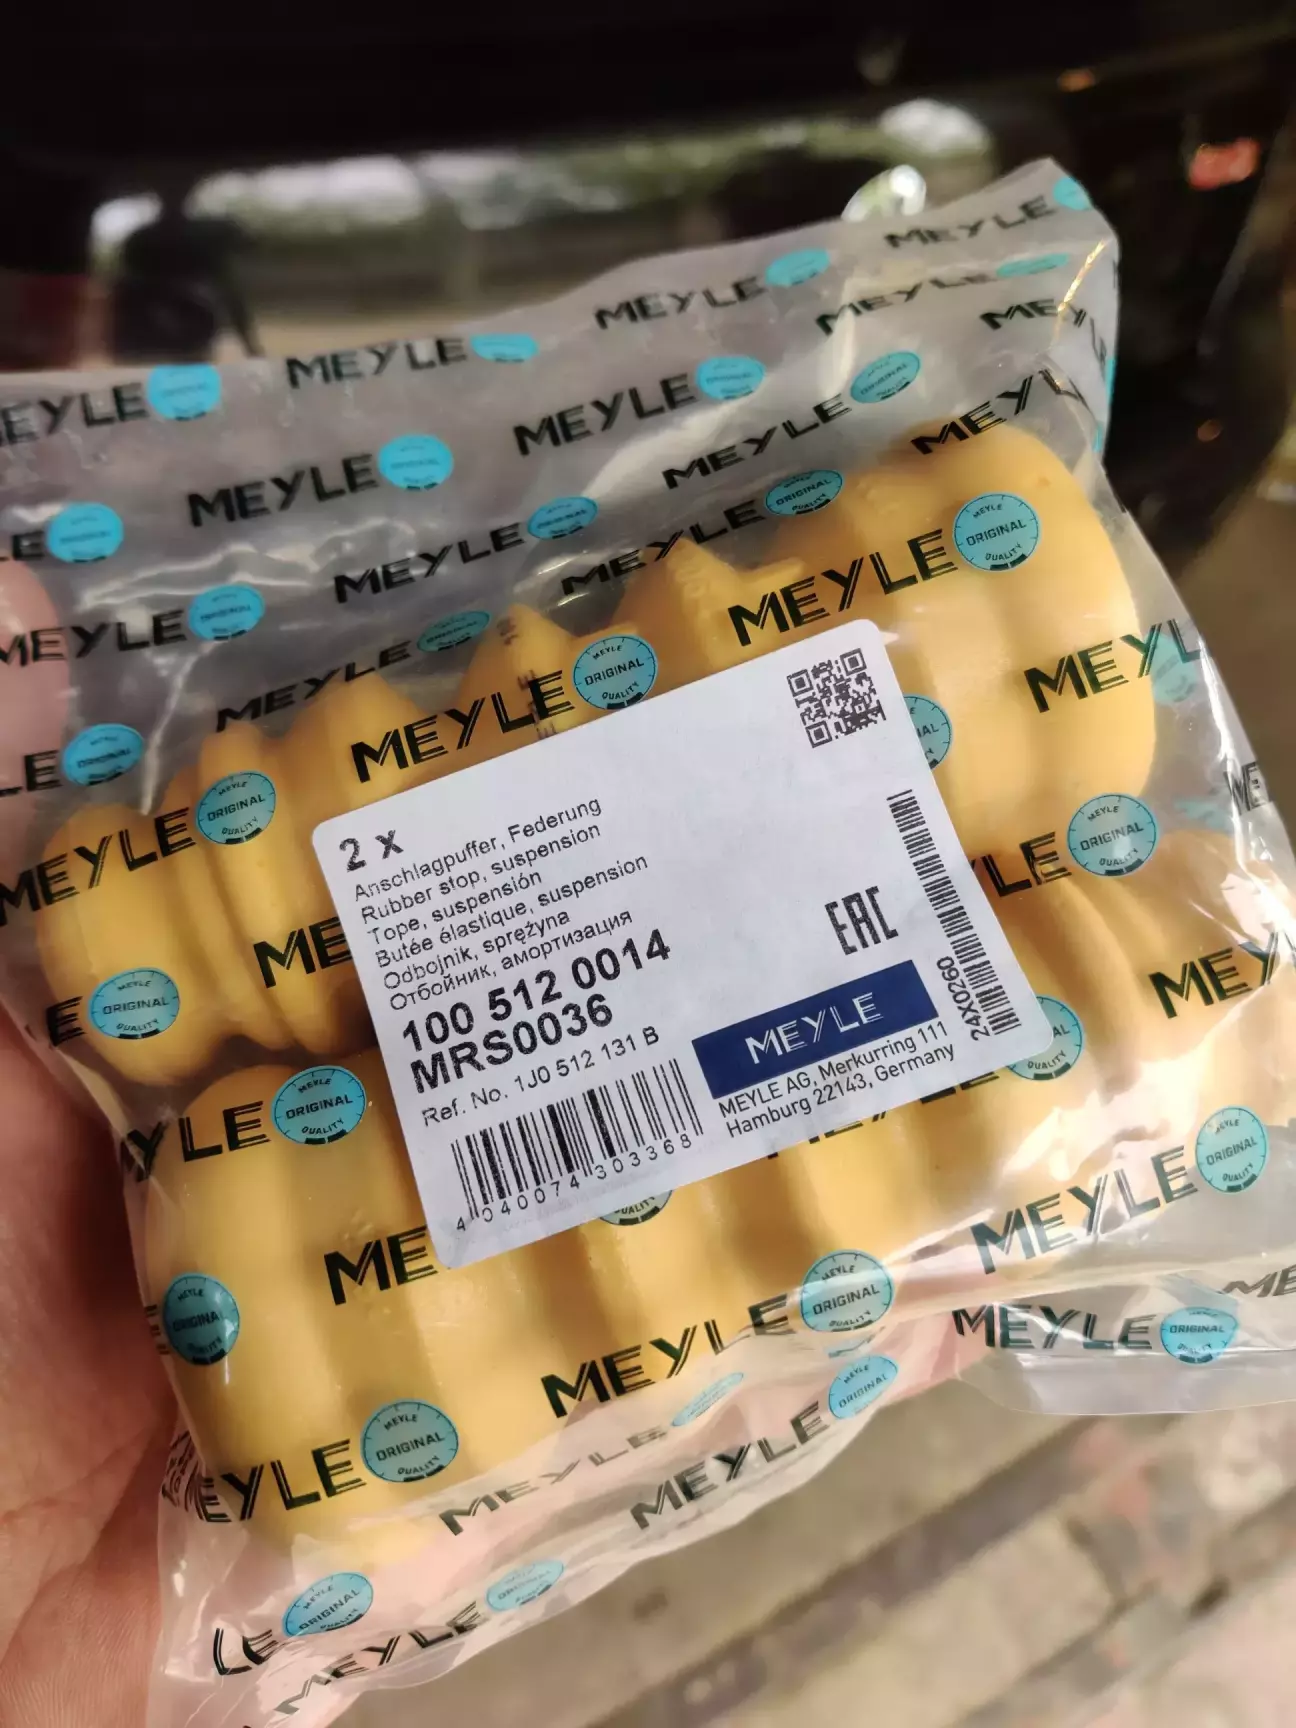 MEYLE
MEYLE ORIGINAL QUALITY
2 x
Anschlagpuffer, Federung
Rubber stop, suspension
Tope, suspensión
Butée élastique, suspension
Odbojnik, sprężyna
Отбойник, амортизация
100 512 0014
MRS0036
Ref. No. 1J0 512 131 B
4 040074 303368
EAC
MEYLE
MEYLE AG, Merkurring 111
Hamburg 22143, Germany
24X0260